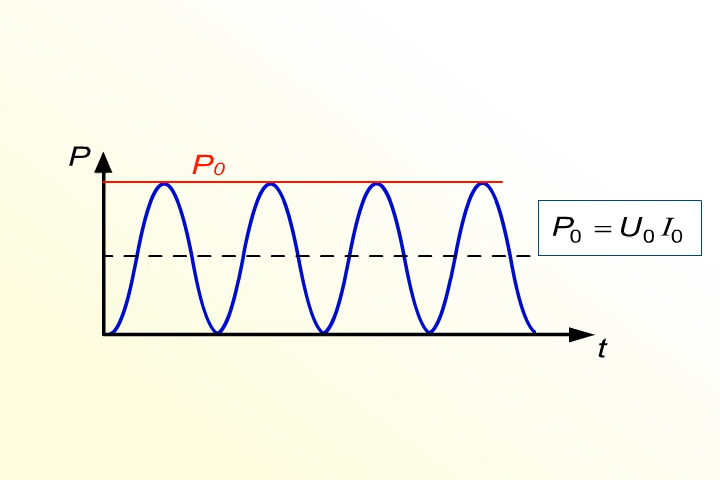 P
P₀
P₀ = U₀ I₀
t